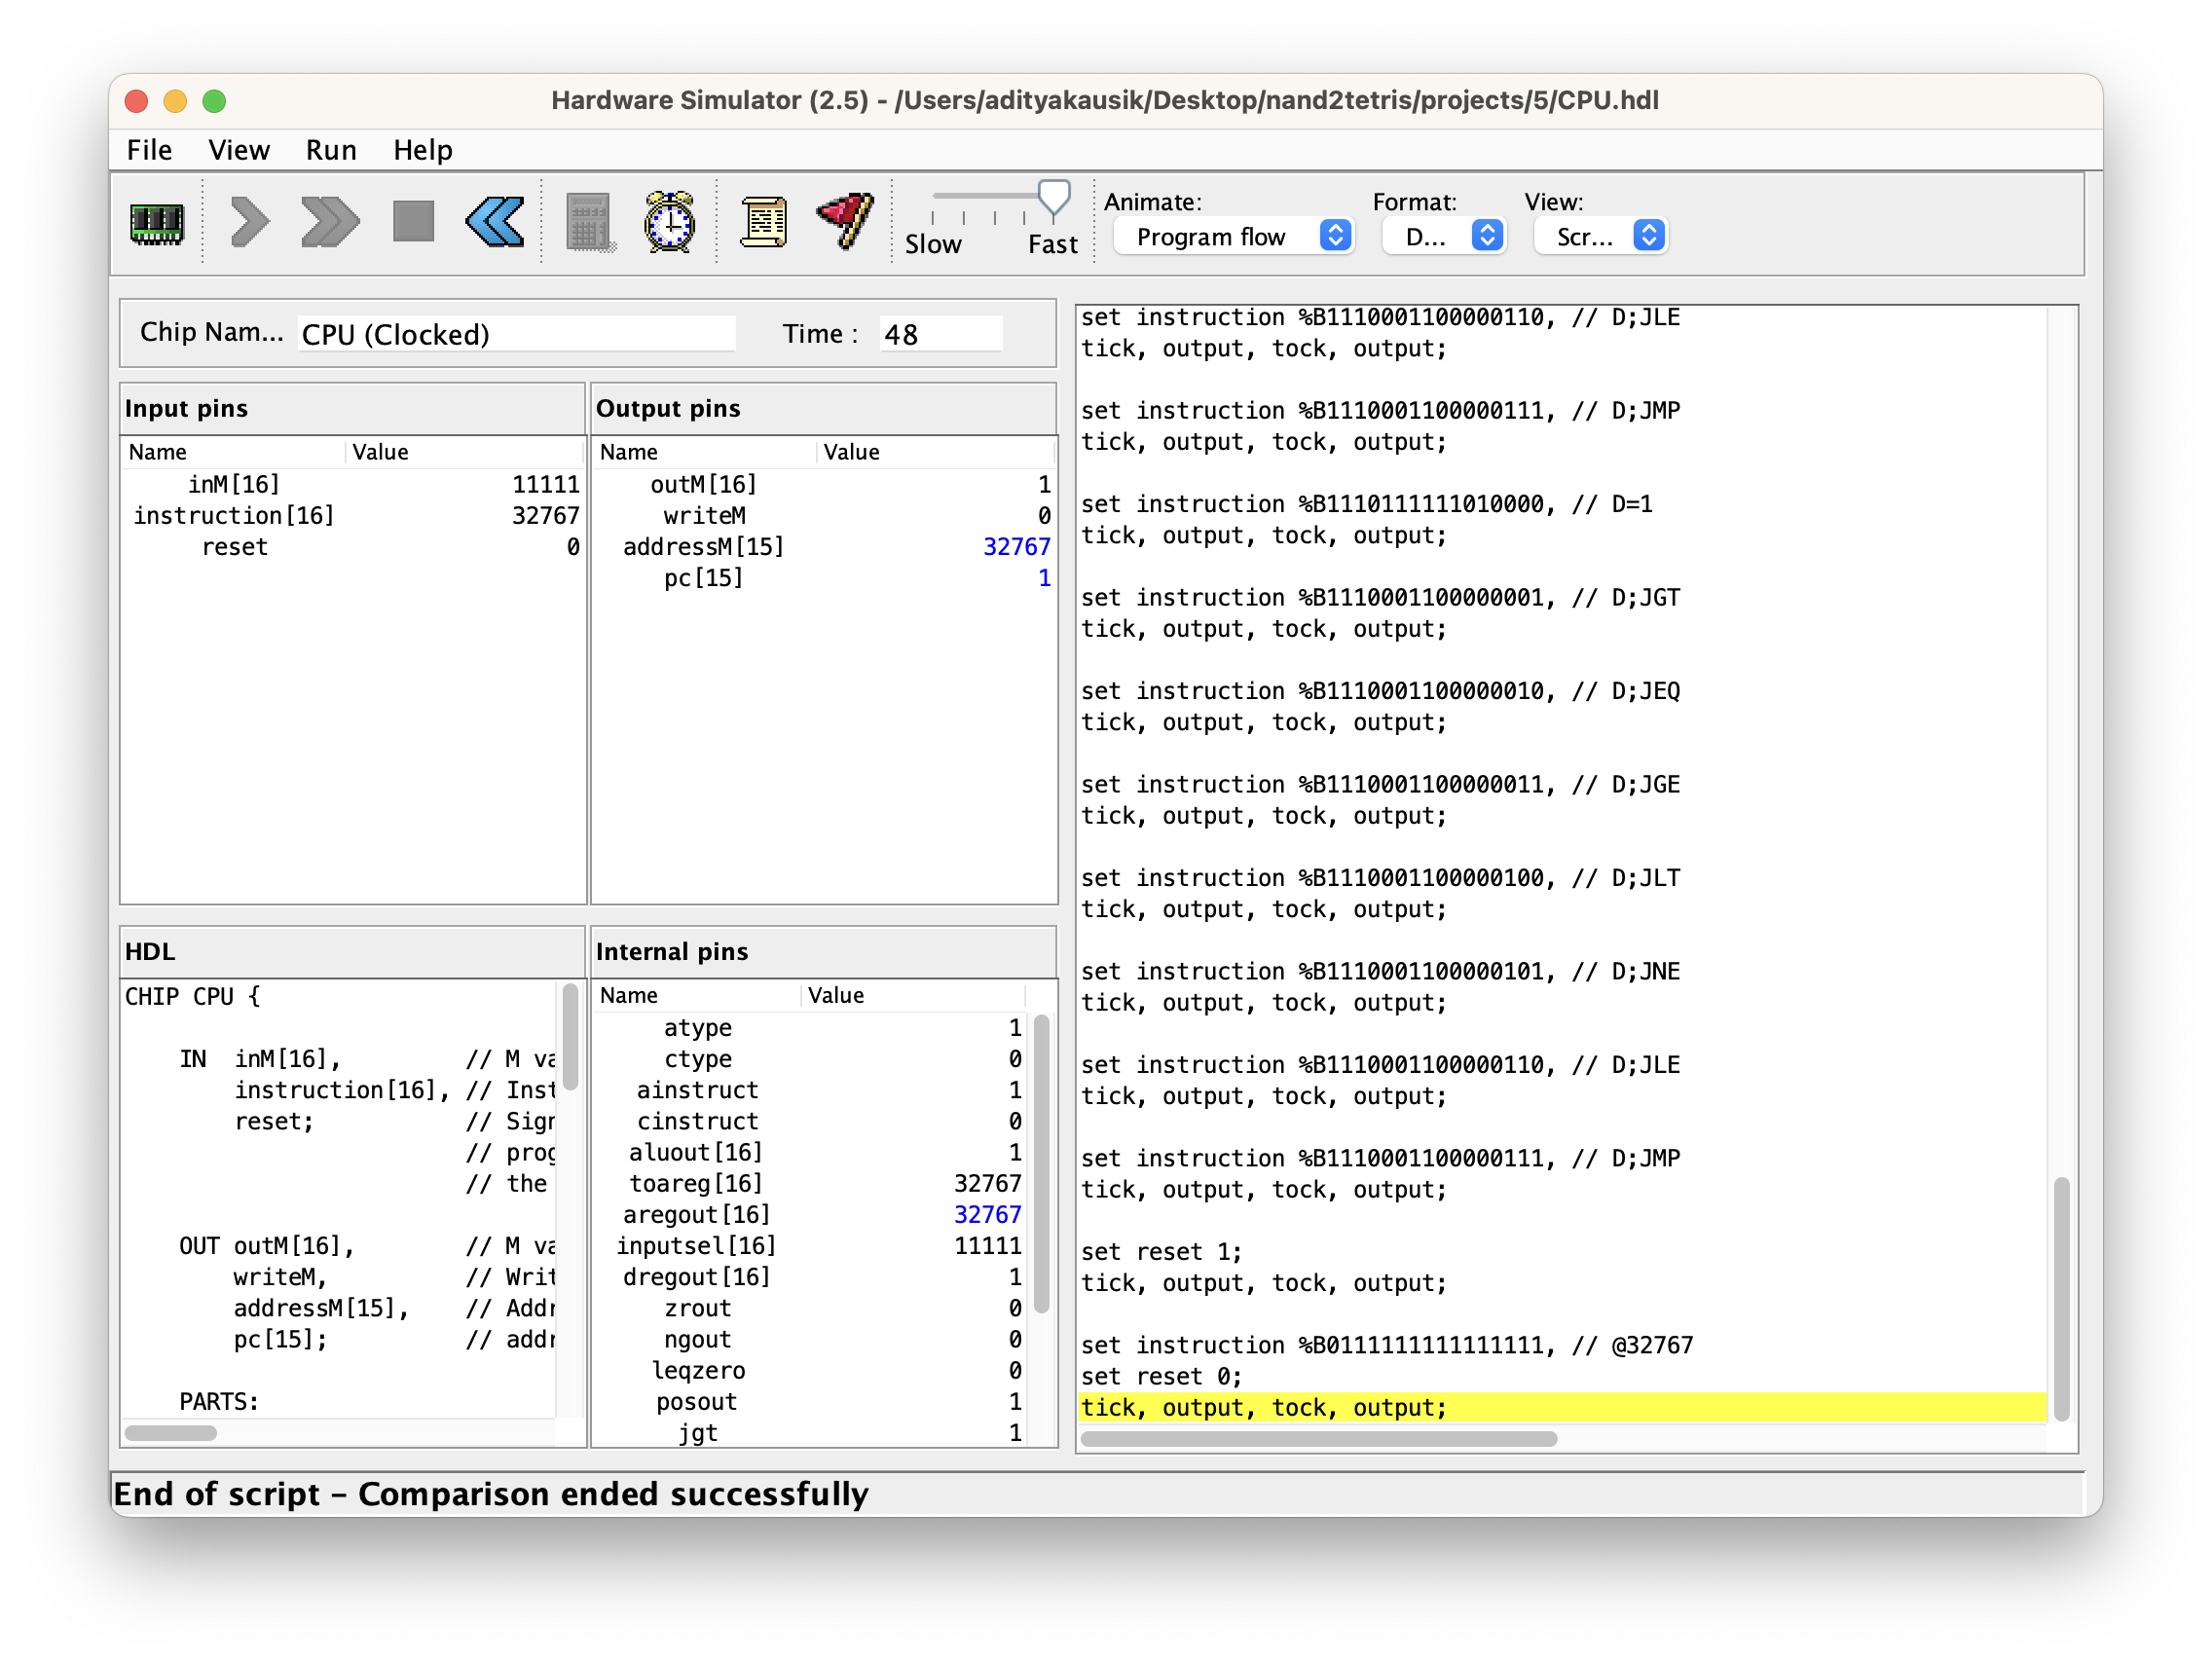 Hardware Simulator (2.5) - /Users/adityakausik/Desktop/nand2tetris/projects/5/CPU.hdl
File View Run Help
Slow Fast
Animate: Format: View:
Program flow D... Scr...
Chip Nam... CPU (Clocked) Time : 48
Input pins
Name Value
inM[16] 11111
instruction[16] 32767
reset 0
Output pins
Name Value
outM[16] 1
writeM 0
addressM[15] 32767
pc[15] 1
HDL
CHIP CPU {
IN inM[16], // M va
instruction[16], // Inst
reset; // Sign
// prog
// the
OUT outM[16], // M va
writeM, // Writ
addressM[15], // Addr
pc[15]; // addr
PARTS:
Internal pins
Name Value
atype 1
ctype 0
ainstruct 1
cinstruct 0
aluout[16] 1
toareg[16] 32767
aregout[16] 32767
inputsel[16] 11111
dregout[16] 1
zrout 0
ngout 0
leqzero 0
posout 1
jgt 1
set instruction %B1110001100000110, // D;JLE
tick, output, tock, output;
set instruction %B1110001100000111, // D;JMP
tick, output, tock, output;
set instruction %B1110111111010000, // D=1
tick, output, tock, output;
set instruction %B1110001100000001, // D;JGT
tick, output, tock, output;
set instruction %B1110001100000010, // D;JEQ
tick, output, tock, output;
set instruction %B1110001100000011, // D;JGE
tick, output, tock, output;
set instruction %B1110001100000100, // D;JLT
tick, output, tock, output;
set instruction %B1110001100000101, // D;JNE
tick, output, tock, output;
set instruction %B1110001100000110, // D;JLE
tick, output, tock, output;
set instruction %B1110001100000111, // D;JMP
tick, output, tock, output;
set reset 1;
tick, output, tock, output;
set instruction %B0111111111111111, // @32767
set reset 0;
tick, output, tock, output;
End of script – Comparison ended successfully